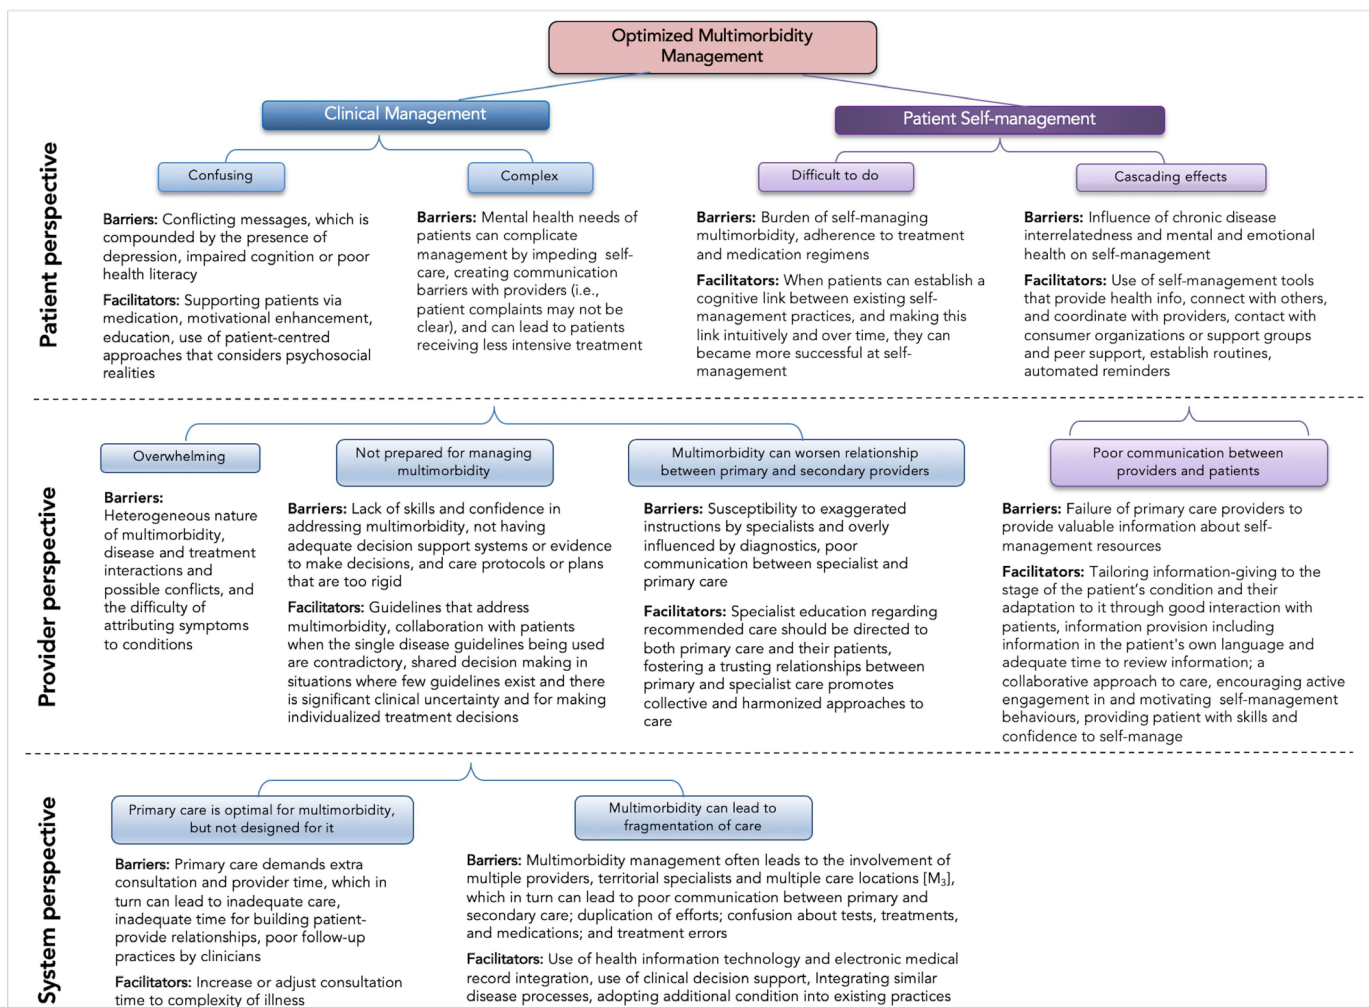 Optimized Multimorbidity
Management
Clinical Management
Patient Self-management
Patient perspective
Confusing
Barriers: Conflicting messages, which is
compounded by the presence of
depression, impaired cognition or poor
health literacy
Facilitators: Supporting patients via
medication, motivational enhancement,
education, use of patient-centred
approaches that considers psychosocial
realities
Complex
Barriers: Mental health needs of
patients can complicate
management by impeding self-
care, creating communication
barriers with providers (i.e.,
patient complaints may not be
clear), and can lead to patients
receiving less intensive treatment
Difficult to do
Barriers: Burden of self-managing
multimorbidity, adherence to treatment
and medication regimens
Facilitators: When patients can establish a
cognitive link between existing self-
management practices, and making this
link intuitively and over time, they can
became more successful at self-
management
Cascading effects
Barriers: Influence of chronic disease
interrelatedness and mental and emotional
health on self-management
Facilitators: Use of self-management tools
that provide health info, connect with others,
and coordinate with providers, contact with
consumer organizations or support groups
and peer support, establish routines,
automated reminders
Provider perspective
Overwhelming
Barriers:
Heterogeneous nature
of multimorbidity,
disease and treatment
interactions and
possible conflicts, and
the difficulty of
attributing symptoms
to conditions
Not prepared for managing
multimorbidity
Barriers: Lack of skills and confidence in
addressing multimorbidity, not having
adequate decision support systems or evidence
to make decisions, and care protocols or plans
that are too rigid
Facilitators: Guidelines that address
multimorbidity, collaboration with patients
when the single disease guidelines being used
are contradictory, shared decision making in
situations where few guidelines exist and there
is significant clinical uncertainty and for making
individualized treatment decisions
Multimorbidity can worsen relationship
between primary and secondary providers
Barriers: Susceptibility to exaggerated
instructions by specialists and overly
influenced by diagnostics, poor
communication between specialist and
primary care
Facilitators: Specialist education regarding
recommended care should be directed to
both primary care and their patients,
fostering a trusting relationships between
primary and specialist care promotes
collective and harmonized approaches to
care
Poor communication between
providers and patients
Barriers: Failure of primary care providers to
provide valuable information about self-
management resources
Facilitators: Tailoring information-giving to the
stage of the patient's condition and their
adaptation to it through good interaction with
patients, information provision including
information in the patient's own language and
adequate time to review information; a
collaborative approach to care, encouraging active
engagement in and motivating self-management
behaviours, providing patient with skills and
confidence to self-manage
System perspective
Primary care is optimal for multimorbidity,
but not designed for it
Barriers: Primary care demands extra
consultation and provider time, which in
turn can lead to inadequate care,
inadequate time for building patient-
provide relationships, poor follow-up
practices by clinicians
Facilitators: Increase or adjust consultation
time to complexity of illness
Multimorbidity can lead to
fragmentation of care
Barriers: Multimorbidity management often leads to the involvement of
multiple providers, territorial specialists and multiple care locations [M₃],
which in turn can lead to poor communication between primary and
secondary care; duplication of efforts; confusion about tests, treatments,
and medications; and treatment errors
Facilitators: Use of health information technology and electronic medical
record integration, use of clinical decision support, Integrating similar
disease processes, adopting additional condition into existing practices